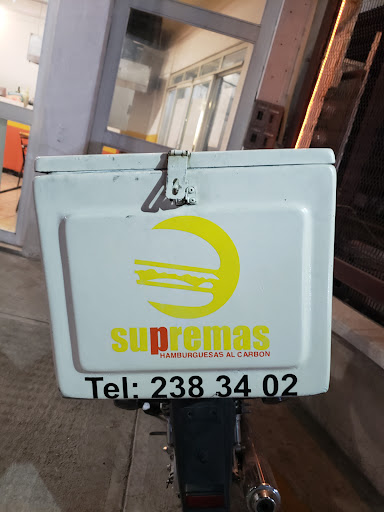 supremas
HAMBURGUESAS AL CARBON
Tel: 238 34 02